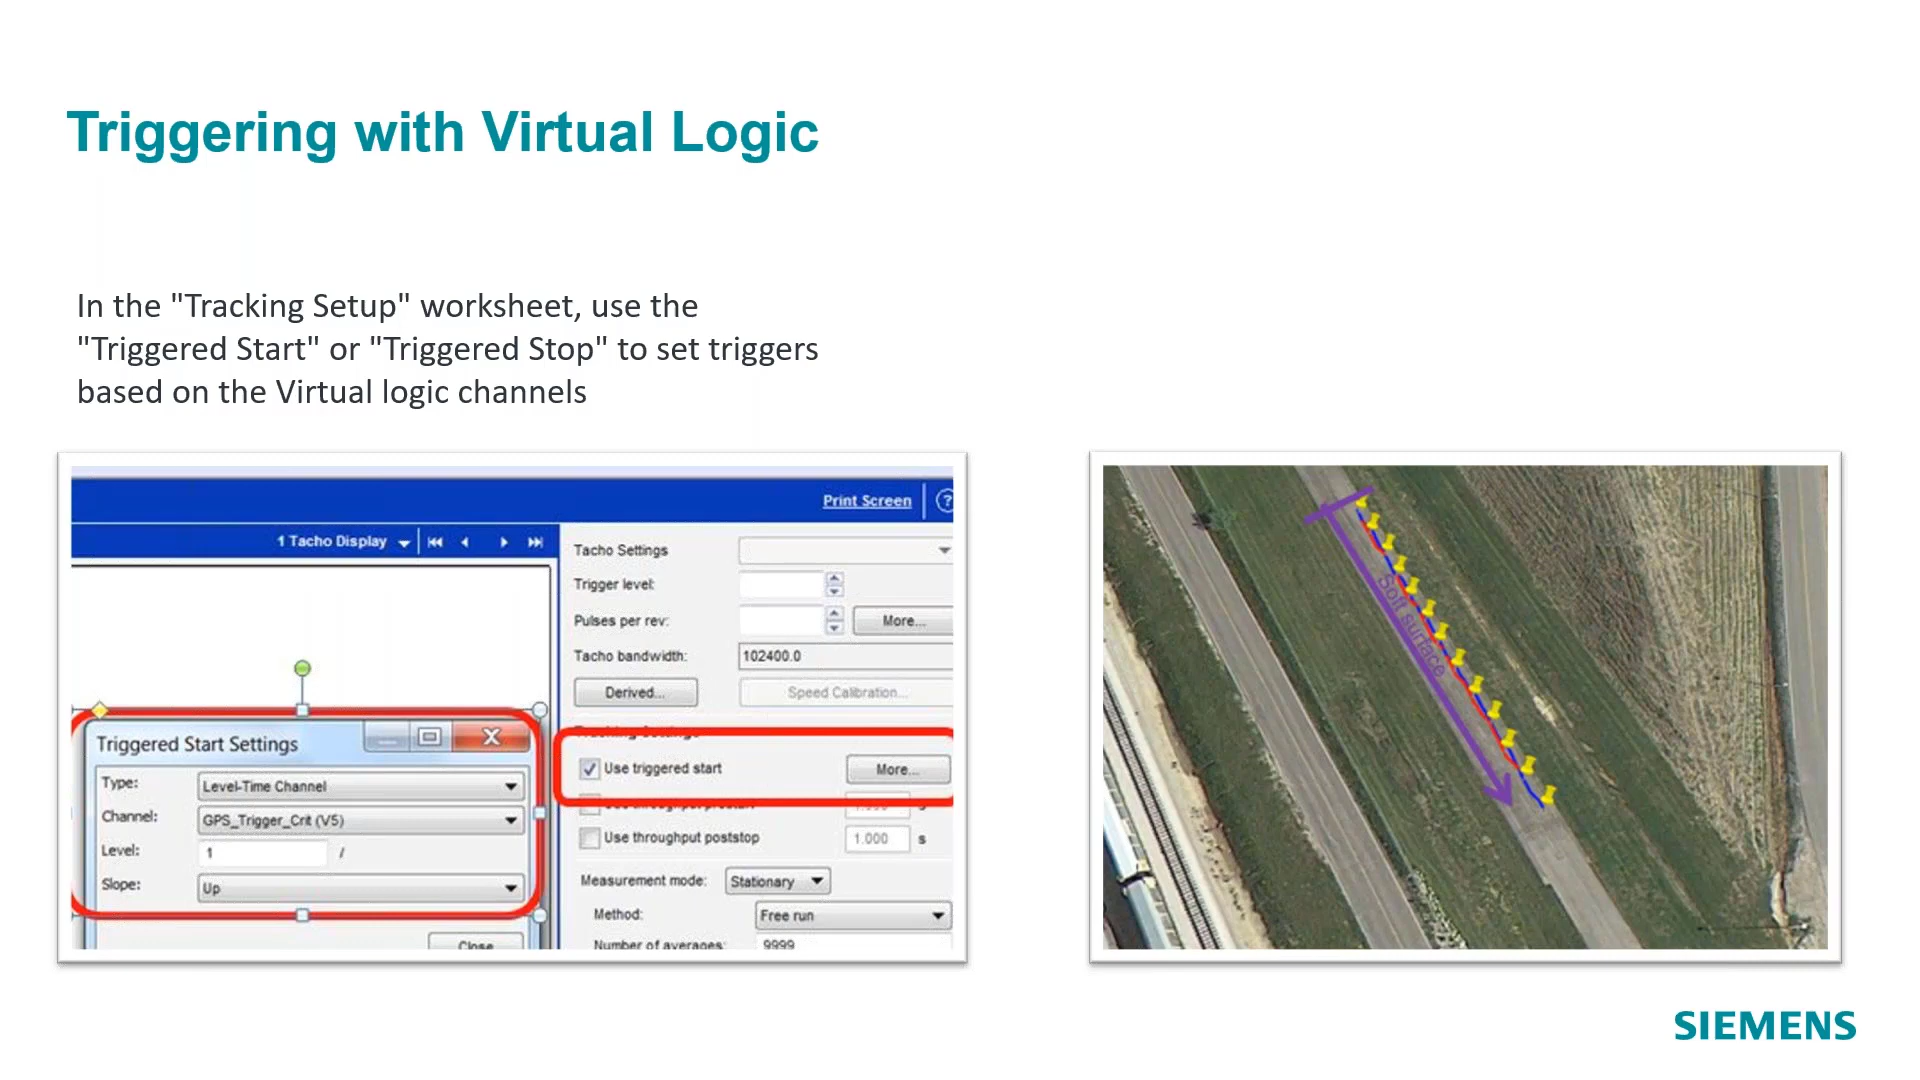 Triggering with Virtual Logic
In the "Tracking Setup" worksheet, use the
"Triggered Start" or "Triggered Stop" to set triggers
based on the Virtual logic channels
Print Screen
?
1 Tacho Display
Tacho Settings
Trigger level:
Pulses per rev:
More...
Tacho bandwidth:
102400.0
Derived...
Speed Calibration...
Use triggered start
More...
1.000 s
Use throughput poststop
1.000 s
Measurement mode:
Stationary
Method:
Free run
Number of averages:
9999
Triggered Start Settings
Type:
Level-Time Channel
Channel:
GPS_Trigger_Crit (V5)
Level:
1 /
Slope:
Up
Close
Soft surface
SIEMENS